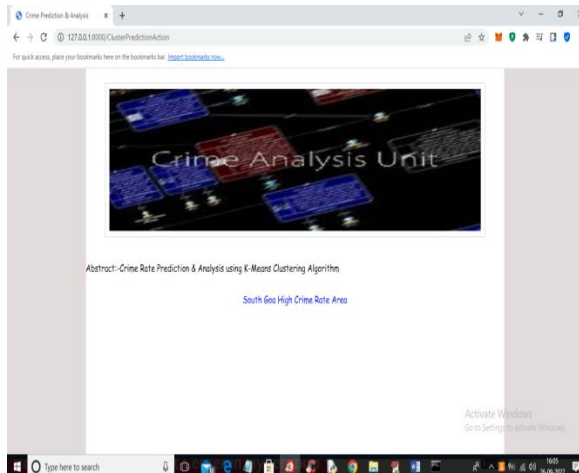 Crime Prediction & Analysis
127.0.0.1:8000/ClusterPredictionAction
For quick access, place your bookmarks here on the bookmarks bar. Import bookmarks now...
Crime Analysis Unit
Abstract:-Crime Rate Prediction & Analysis using K-Means Clustering Algorithm
South Goa High Crime Rate Area
Activate Windows
Go to Settings to activate Windows.
Type here to search
1605